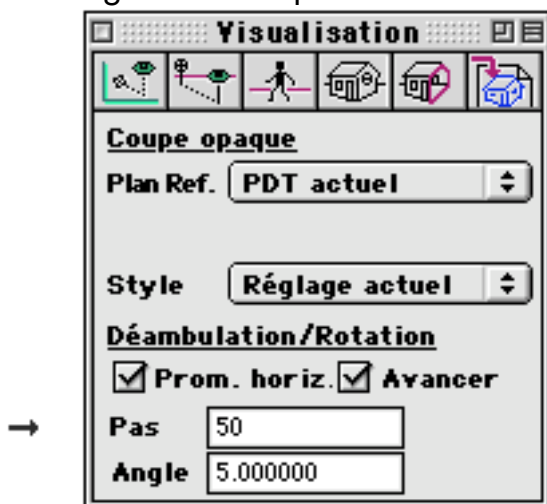 Visualisation
Coupe opaque
Plan Ref. PDT actuel
Style Réglage actuel
Déambulation/Rotation
Prom. horiz. Avancer
Pas 50
Angle 5.000000